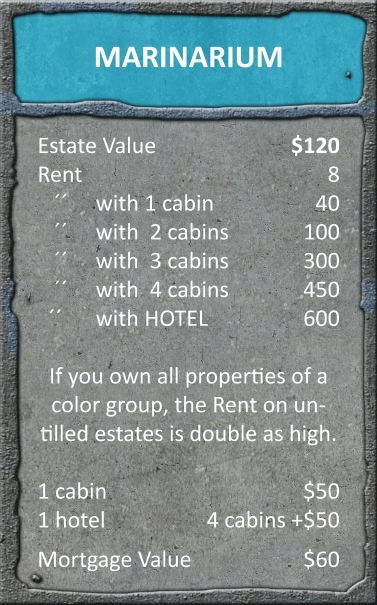 MARINARIUM
Estate Value $120
Rent 8
´´ with 1 cabin 40
´´ with 2 cabins 100
´´ with 3 cabins 300
´´ with 4 cabins 450
´´ with HOTEL 600
If you own all properties of a
color group, the Rent on un-
tilled estates is double as high.
1 cabin $50
1 hotel 4 cabins +$50
Mortgage Value $60